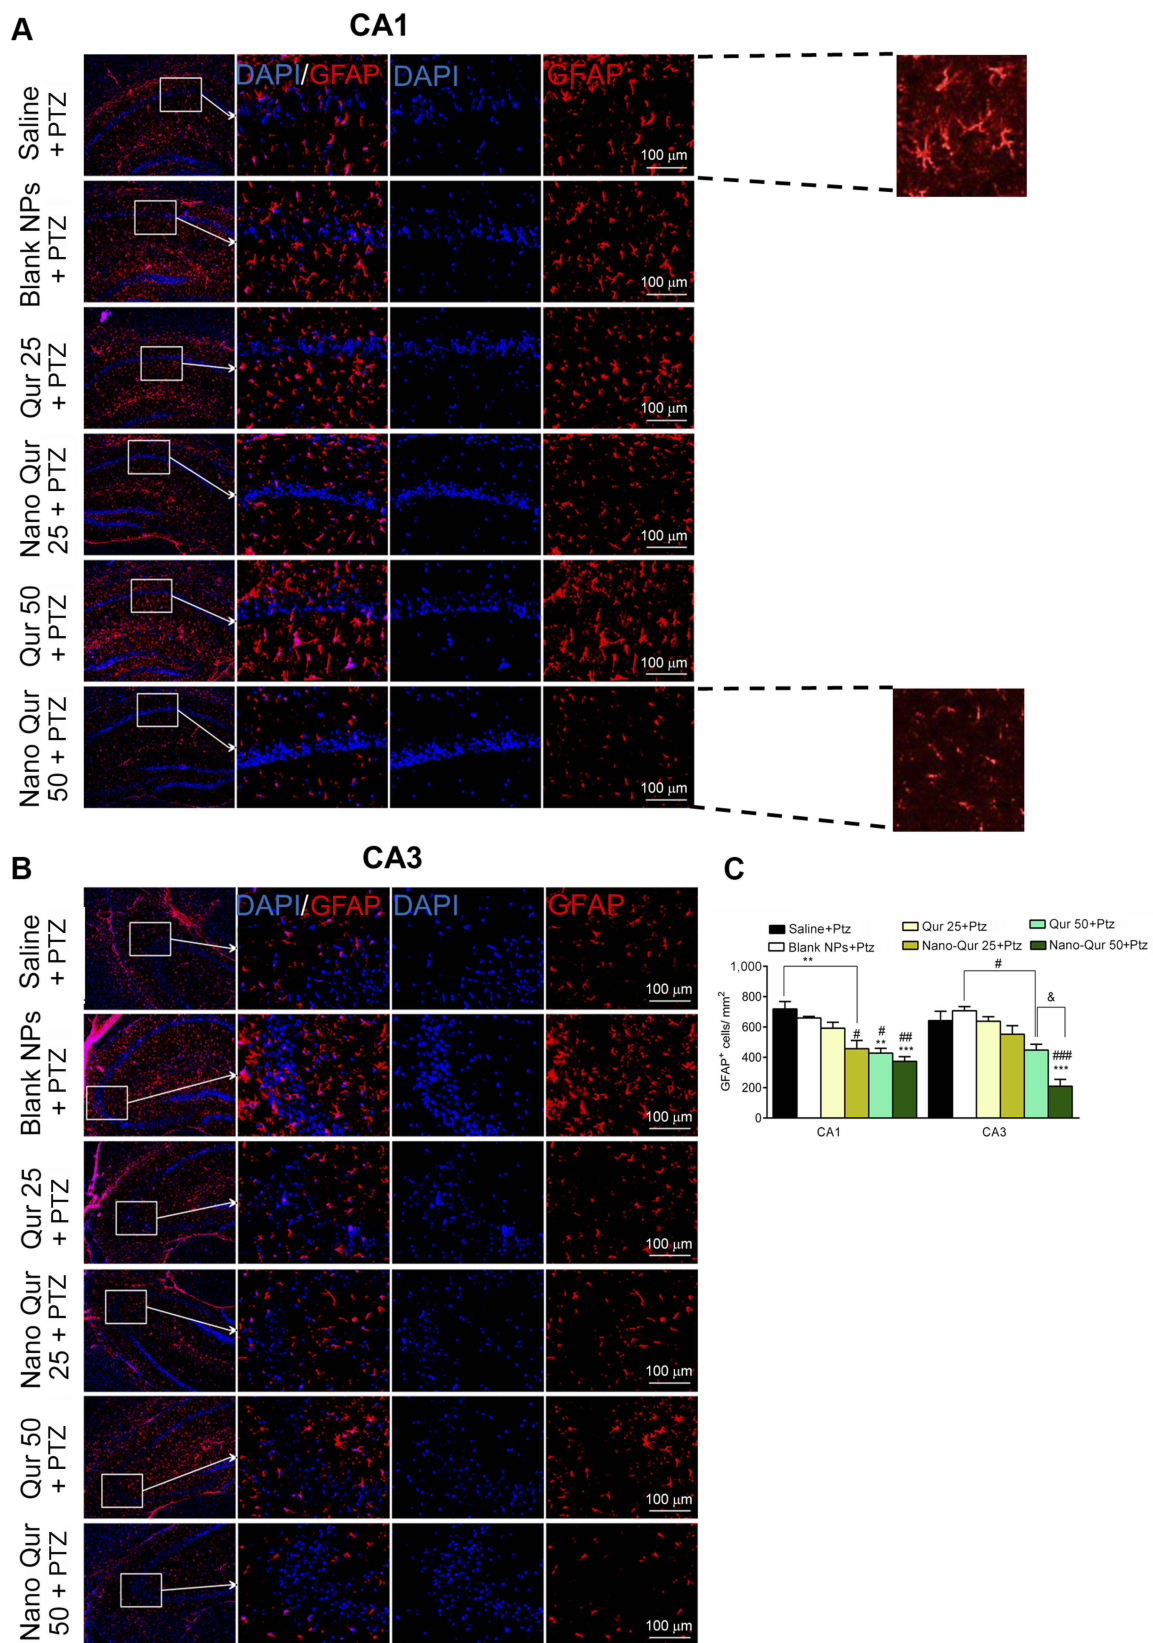 A
CA1
Saline
+ PTZ
DAPI/GFAP
DAPI
GFAP
100 μm
Blank NPs
+ PTZ
100 μm
Qur 25
+ PTZ
100 μm
Nano Qur
25 + PTZ
100 μm
Qur 50
+ PTZ
100 μm
Nano Qur
50 + PTZ
100 μm
B
CA3
Saline
+ PTZ
DAPI/GFAP
DAPI
GFAP
100 μm
Blank NPs
+ PTZ
100 μm
Qur 25
+ PTZ
100 μm
Nano Qur
25 + PTZ
100 μm
Qur 50
+ PTZ
100 μm
Nano Qur
50 + PTZ
100 μm
C
Saline+Ptz
Blank NPs+Ptz
Qur 25+Ptz
Nano-Qur 25+Ptz
Qur 50+Ptz
Nano-Qur 50+Ptz
GFAP⁺ cells/ mm²
1,000
800
600
400
200
0
**
#
#
**
##
***
#
&
###
***
CA1
CA3